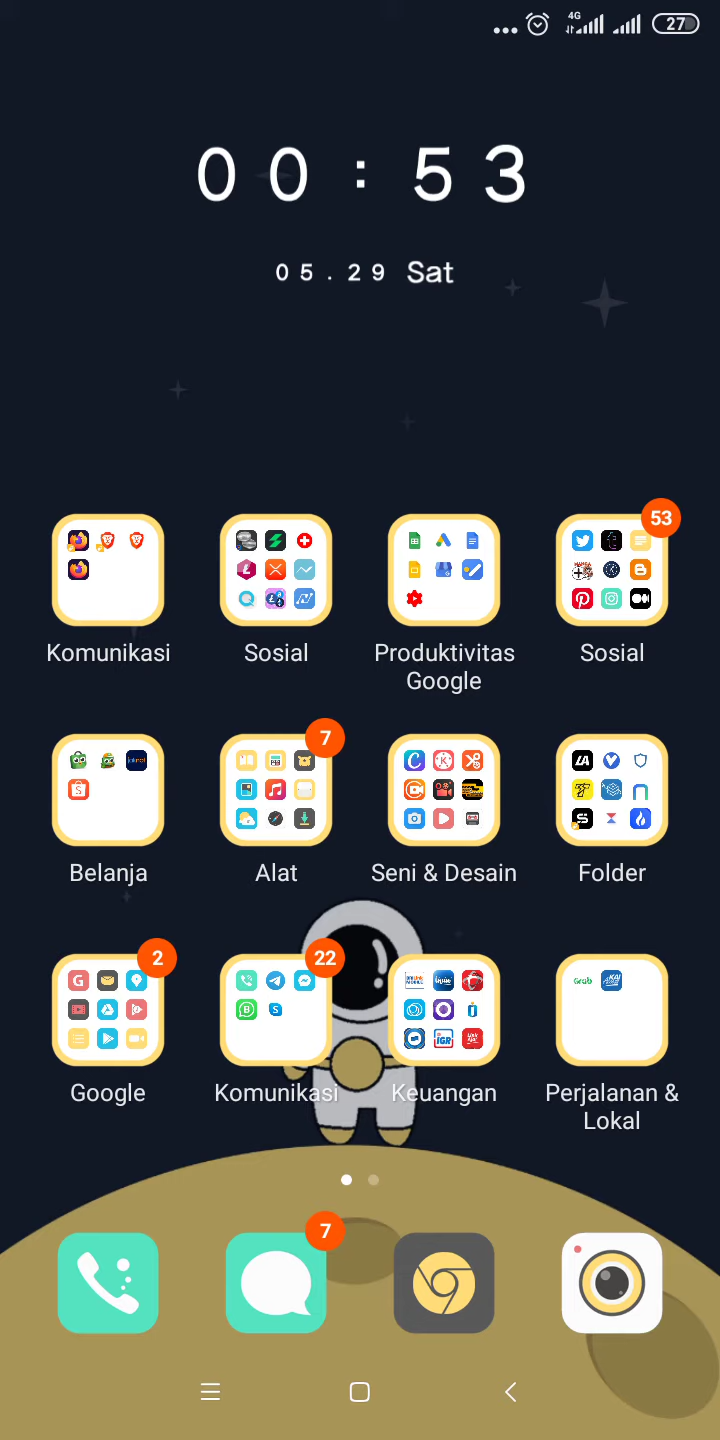 4G 27
00:53
05.29 Sat
53
Komunikasi Sosial Produktivitas Google Sosial
7
Belanja Alat Seni & Desain Folder
2 22
Grab
Google Komunikasi Keuangan Perjalanan & Lokal
7